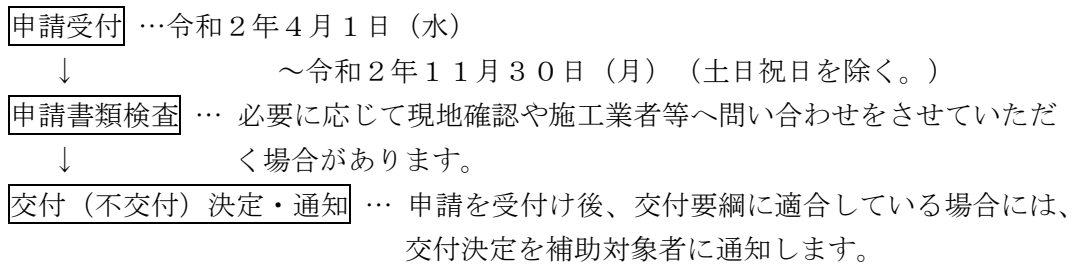 申請受付 …令和２年４月１日（水）
↓　～令和２年１１月３０日（月）（土日祝日を除く。）
申請書類検査 … 必要に応じて現地確認や施工業者等へ問い合わせをさせていただ
↓　く場合があります。
交付（不交付）決定・通知 … 申請を受付け後、交付要綱に適合している場合には、
交付決定を補助対象者に通知します。